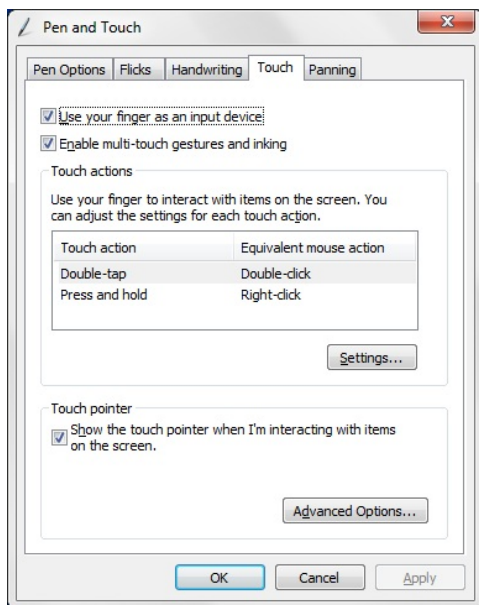 Pen and Touch
Pen Options Flicks Handwriting Touch Panning
Use your finger as an input device
Enable multi-touch gestures and inking
Touch actions
Use your finger to interact with items on the screen. You
can adjust the settings for each touch action.
Touch action Equivalent mouse action
Double-tap Double-click
Press and hold Right-click
Settings...
Touch pointer
Show the touch pointer when I'm interacting with items
on the screen.
Advanced Options...
OK Cancel Apply